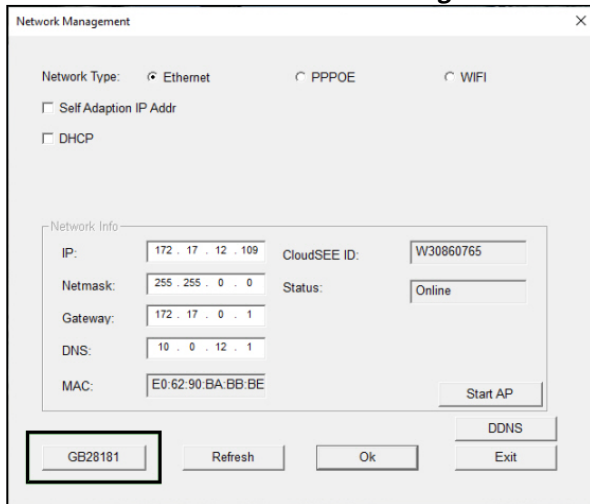 Network Management
Network Type: Ethernet PPPOE WIFI
Self Adaption IP Addr
DHCP
Network Info
IP: 172 . 17 . 12 . 109 CloudSEE ID: W30860765
Netmask: 255 . 255 . 0 . 0 Status: Online
Gateway: 172 . 17 . 0 . 1
DNS: 10 . 0 . 12 . 1
MAC: E0:62:90:BA:BB:BE
Start AP
DDNS
GB28181 Refresh Ok Exit